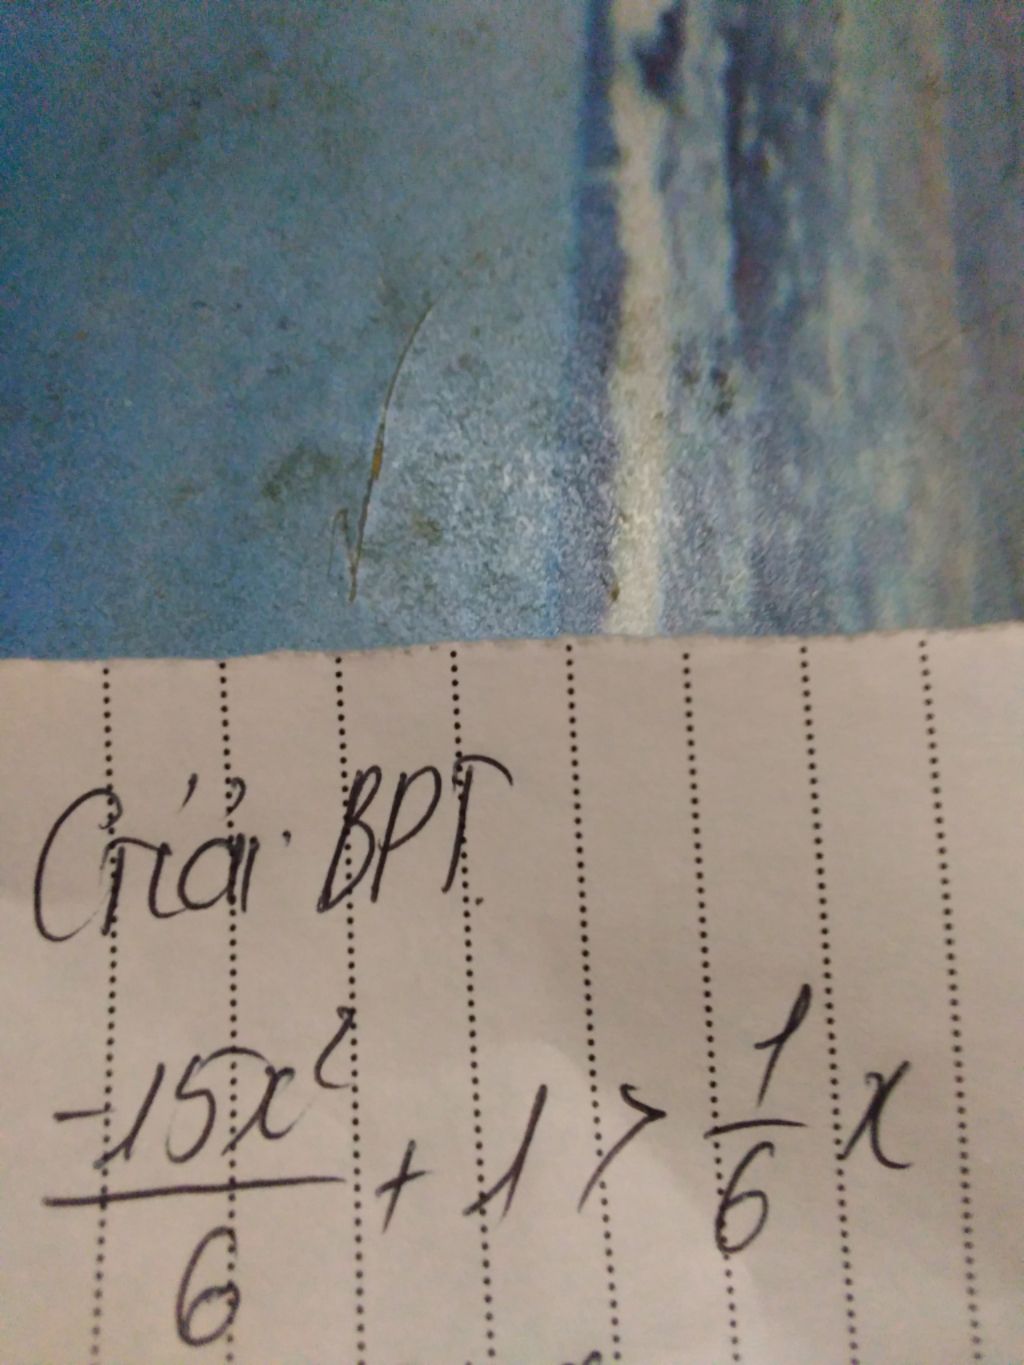 Giải BPT
-15x²/6 + 1 > 1/6 x